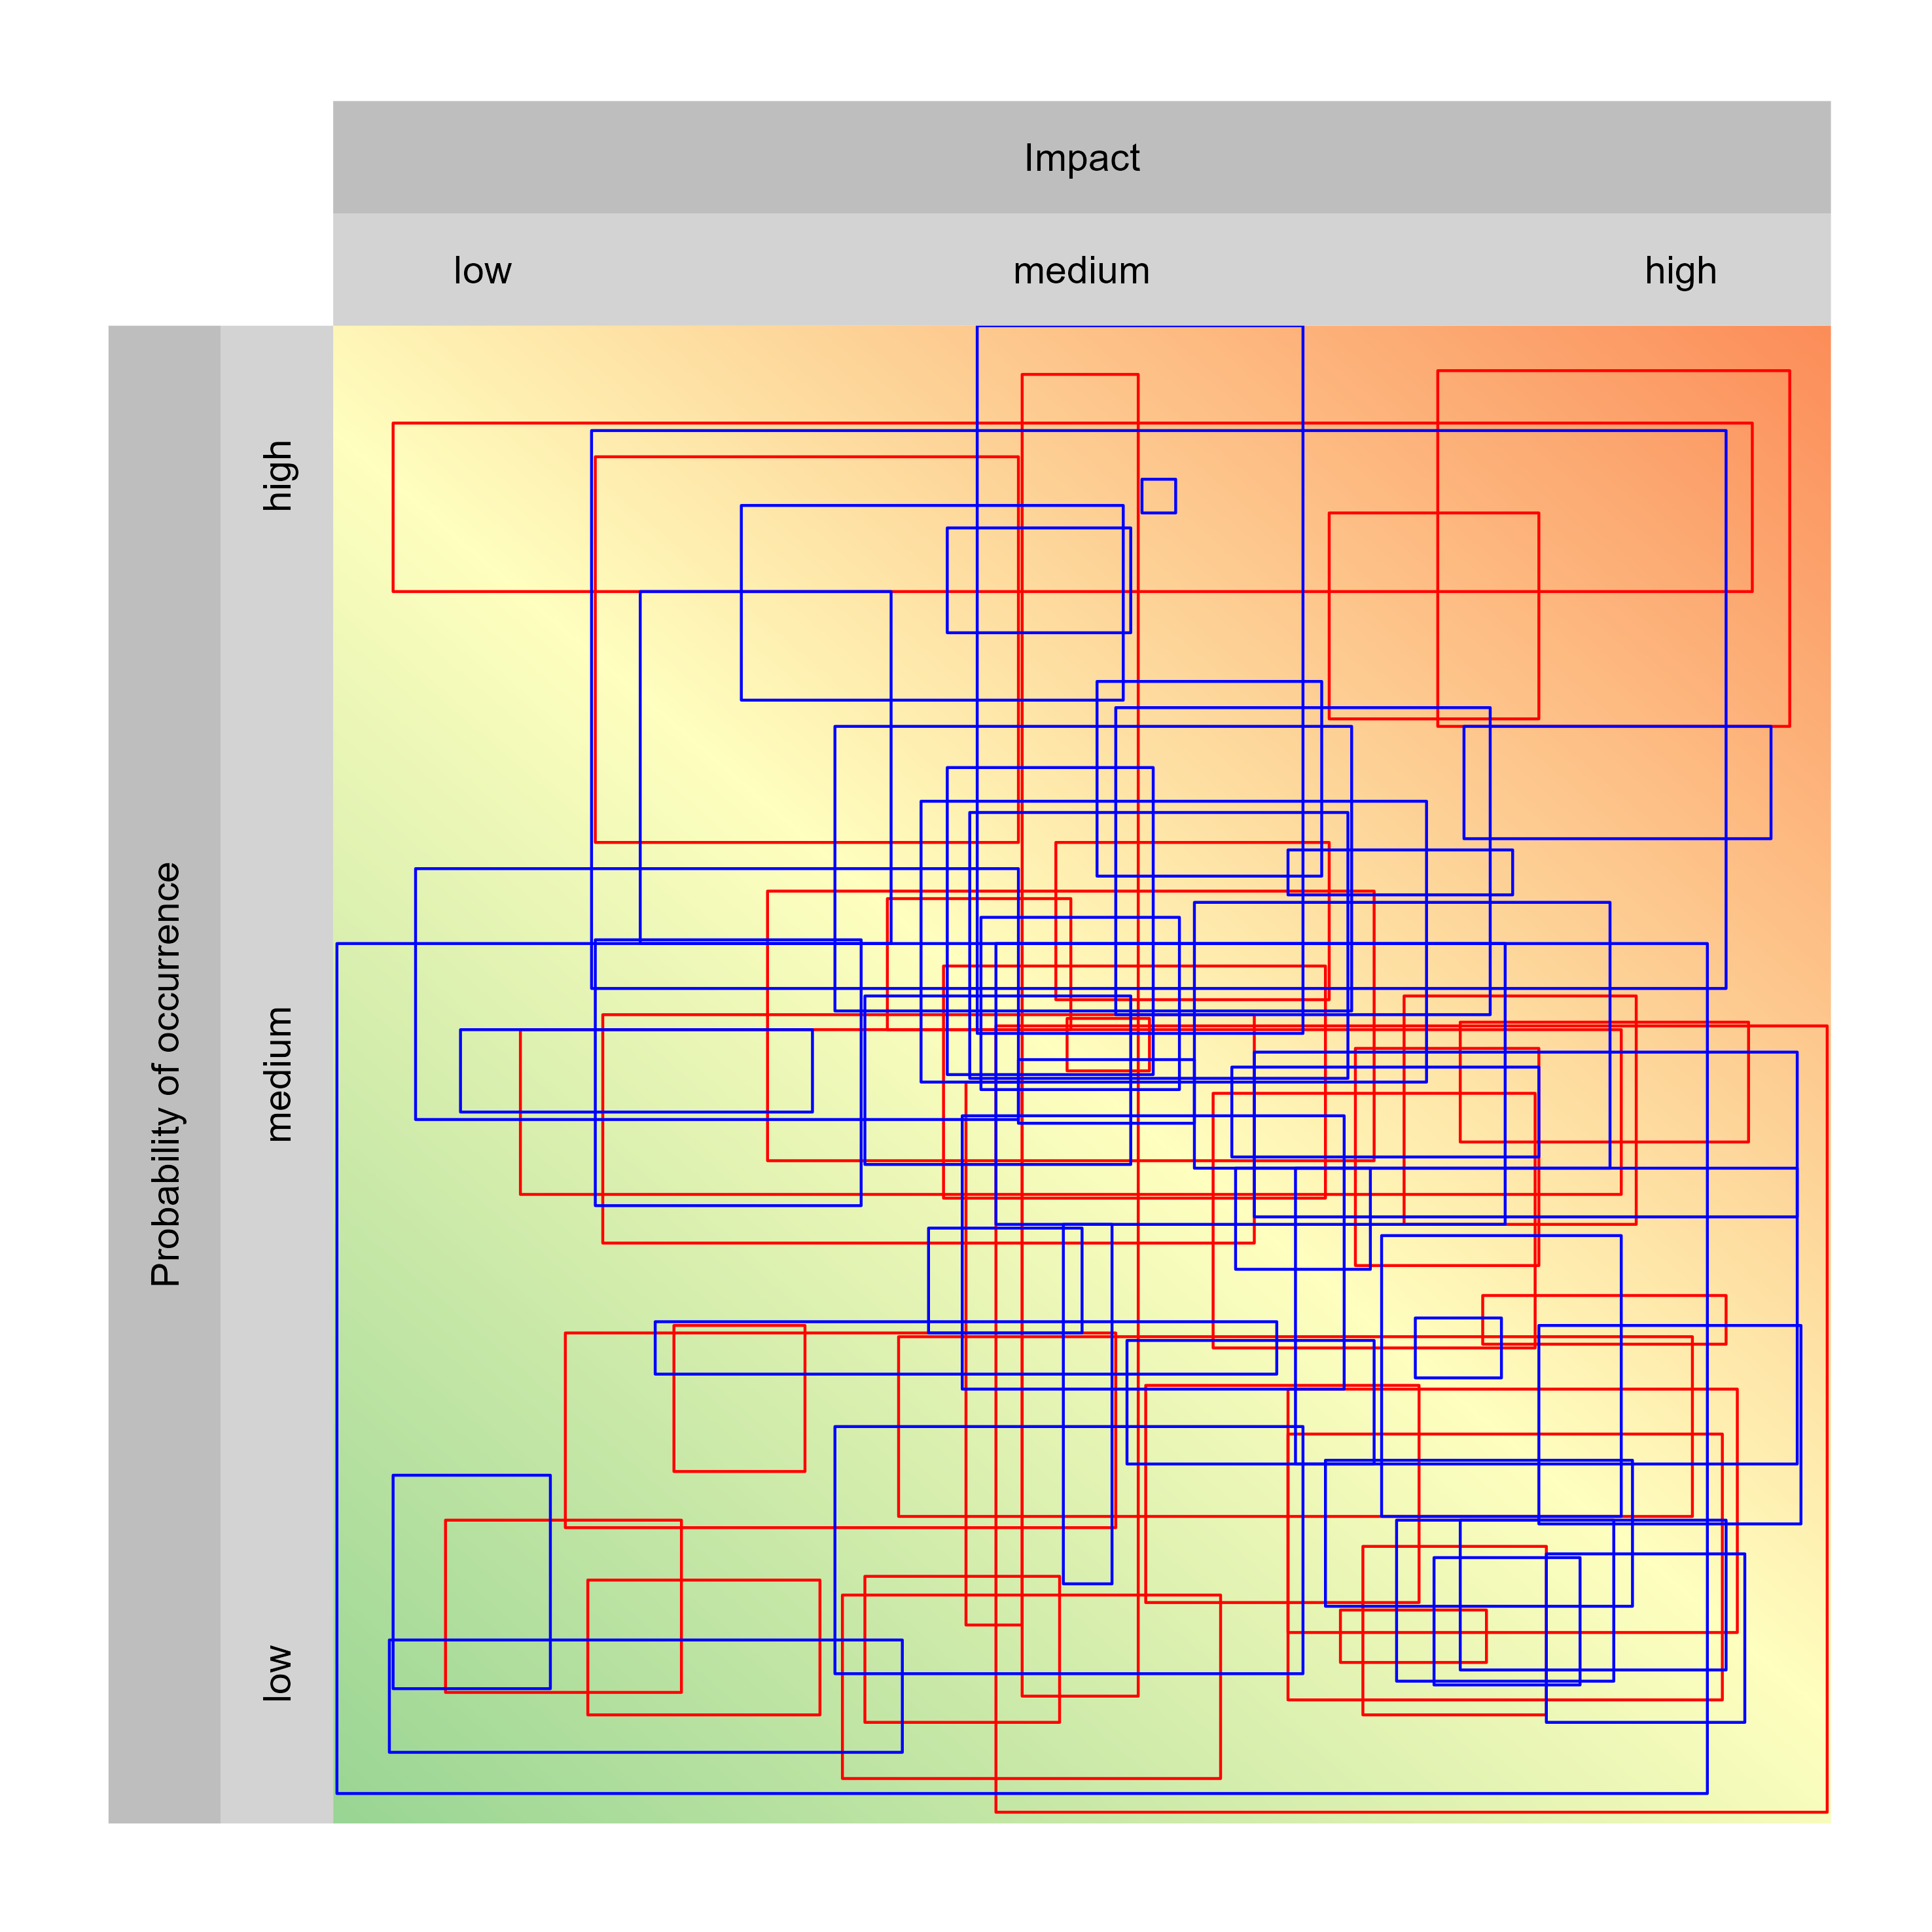 Impact
low
medium
high
Probability of occurrence
high
medium
low